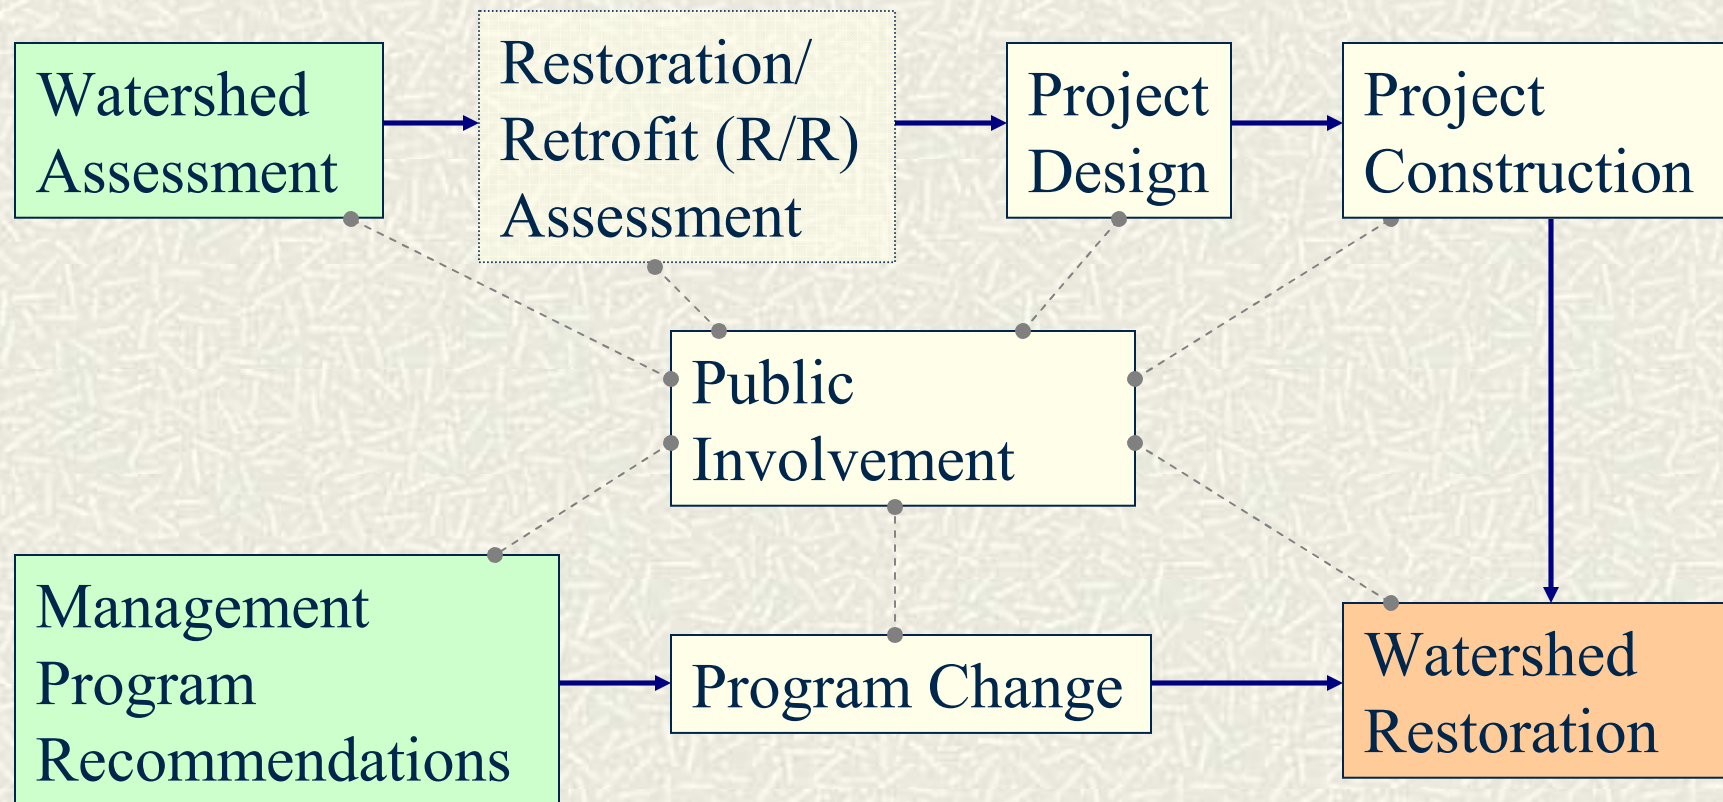 Watershed
Assessment
Restoration/
Retrofit (R/R)
Assessment
Project
Design
Project
Construction
Public
Involvement
Management
Program
Recommendations
Program Change
Watershed
Restoration